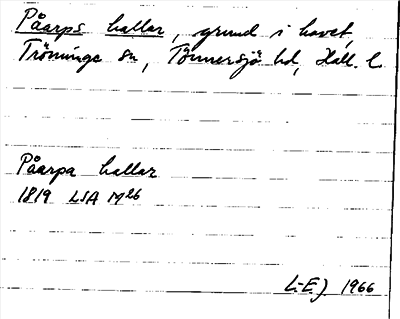 Påarps hallar, grund i havet,
Trönninge sn, Tönnersjö hd, Hall. l.
Påarpa hallar
1819 LSA M26
L-E J 1966